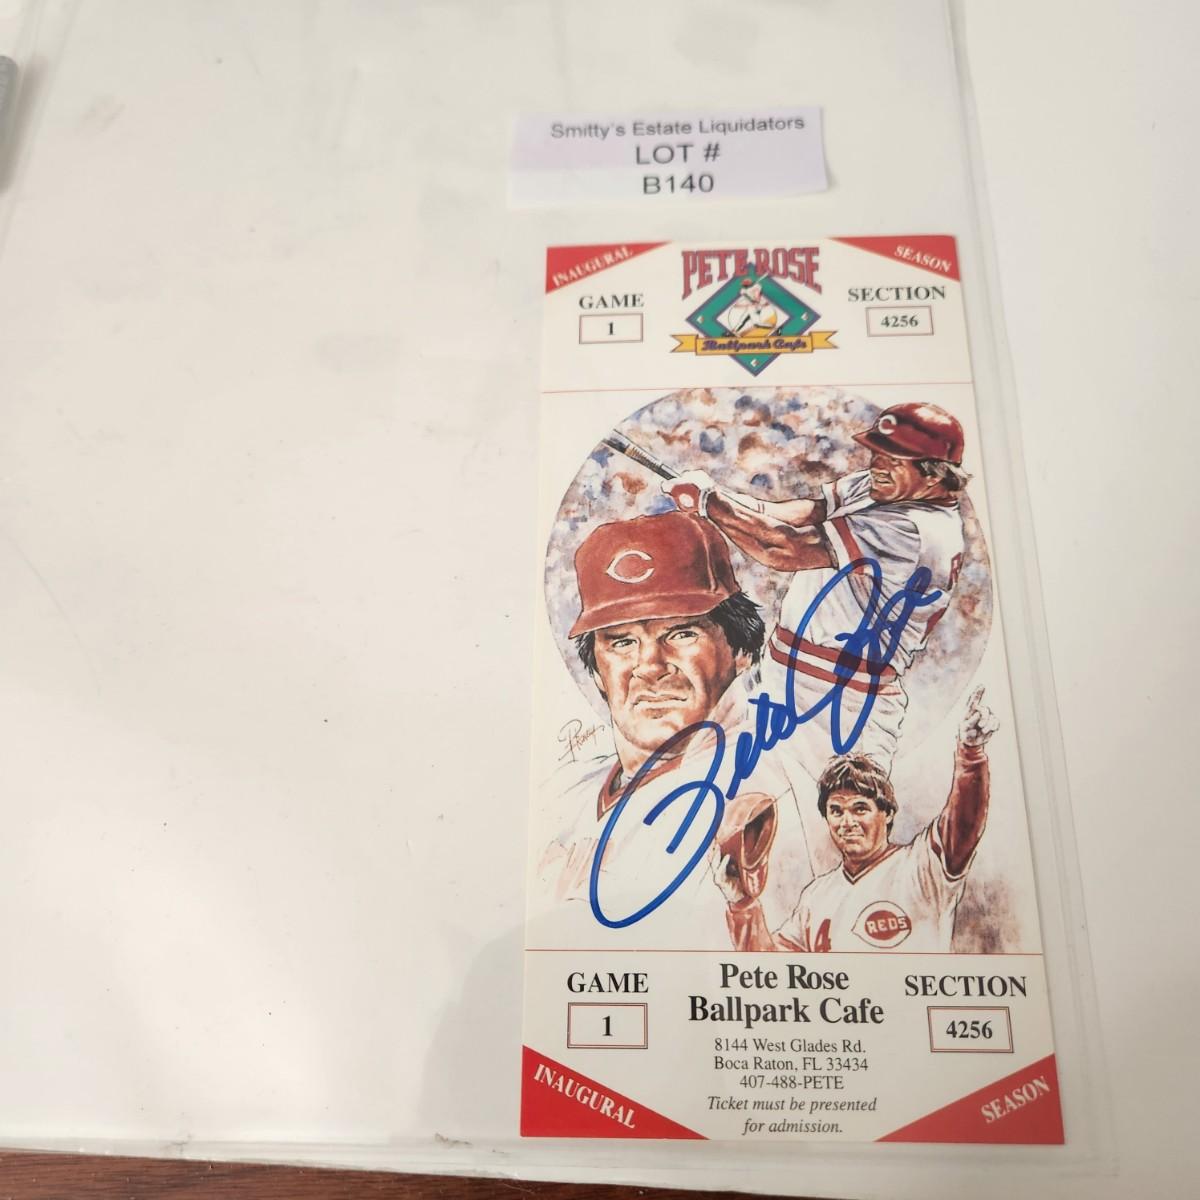 Smitty's Estate Liquidators
LOT #
B140
INAUGURAL
PETE ROSE
SEASON
GAME
SECTION
1
4256
Ballpark Cafe
C
C
Pete Rose
REDS
4
GAME
Pete Rose
SECTION
1
Ballpark Cafe
4256
8144 West Glades Rd.
Boca Raton, FL 33434
407-488-PETE
INAUGURAL
Ticket must be presented
SEASON
for admission.